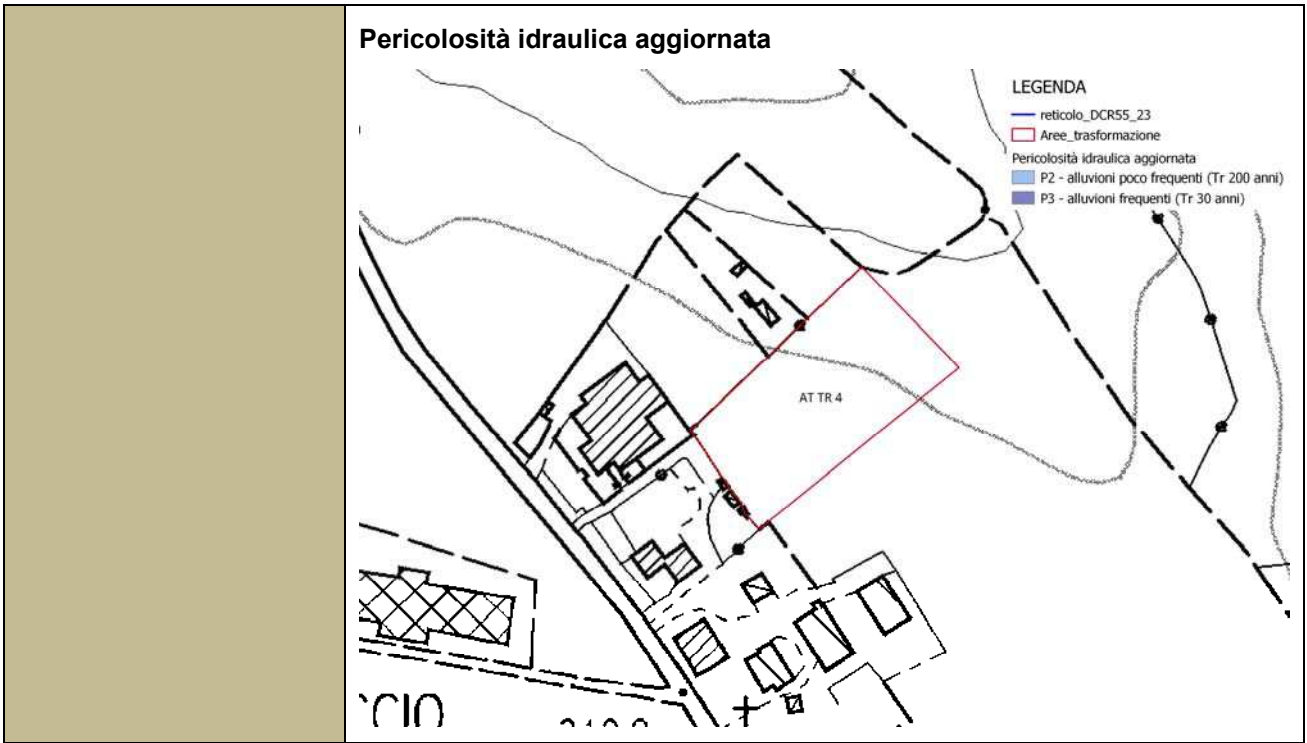 Pericolosità idraulica aggiornata
LEGENDA
reticolo_DCR55_23
Aree_trasformazione
Pericolosità idraulica aggiornata
P2 - alluvioni poco frequenti (Tr 200 anni)
P3 - alluvioni frequenti (Tr 30 anni)
AT TR 4
CCIO